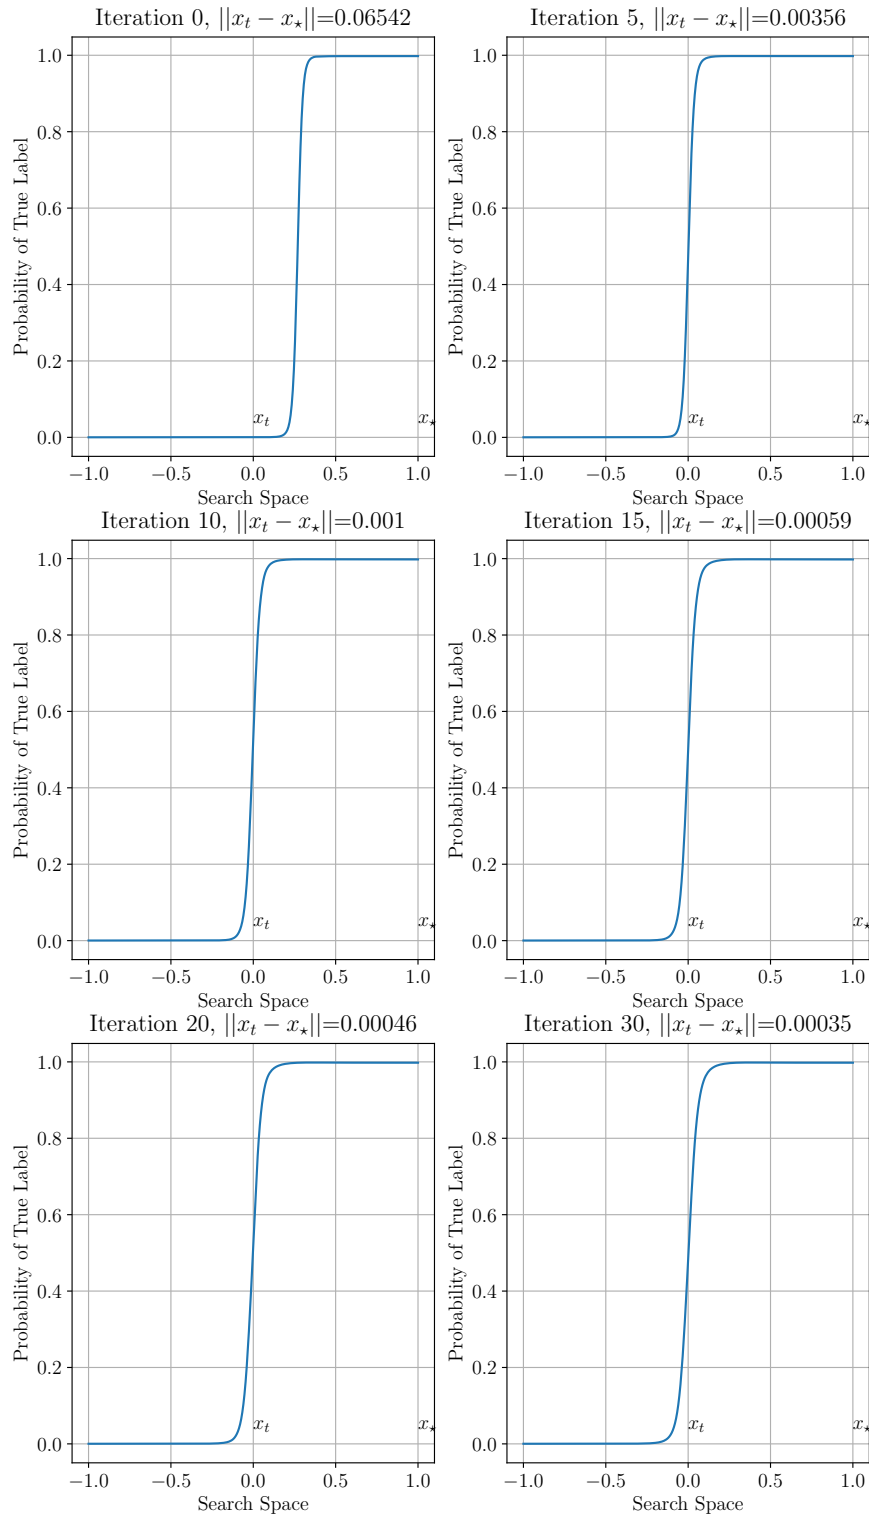 Iteration 0, ||x_t − x_⋆||=0.06542
Probability of True Label
1.0
0.8
0.6
0.4
0.2
0.0
x_t
x_⋆
−1.0 −0.5 0.0 0.5 1.0
Search Space
Iteration 5, ||x_t − x_⋆||=0.00356
Probability of True Label
1.0
0.8
0.6
0.4
0.2
0.0
x_t
x_⋆
−1.0 −0.5 0.0 0.5 1.0
Search Space
Iteration 10, ||x_t − x_⋆||=0.001
Probability of True Label
1.0
0.8
0.6
0.4
0.2
0.0
x_t
x_⋆
−1.0 −0.5 0.0 0.5 1.0
Search Space
Iteration 15, ||x_t − x_⋆||=0.00059
Probability of True Label
1.0
0.8
0.6
0.4
0.2
0.0
x_t
x_⋆
−1.0 −0.5 0.0 0.5 1.0
Search Space
Iteration 20, ||x_t − x_⋆||=0.00046
Probability of True Label
1.0
0.8
0.6
0.4
0.2
0.0
x_t
x_⋆
−1.0 −0.5 0.0 0.5 1.0
Search Space
Iteration 30, ||x_t − x_⋆||=0.00035
Probability of True Label
1.0
0.8
0.6
0.4
0.2
0.0
x_t
x_⋆
−1.0 −0.5 0.0 0.5 1.0
Search Space